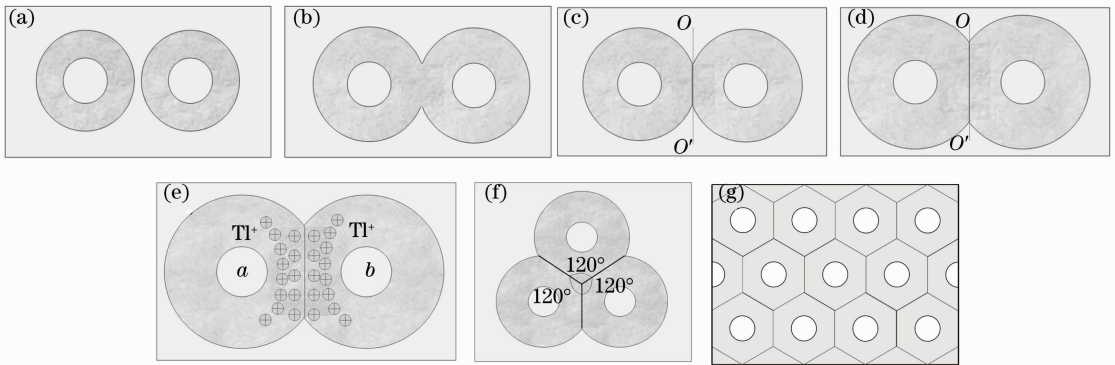 (a)
(b)
(c)
O
O′
(d)
O
O′
(e)
Tl⁺ Tl⁺
a b
(f)
120°
120° 120°
(g)